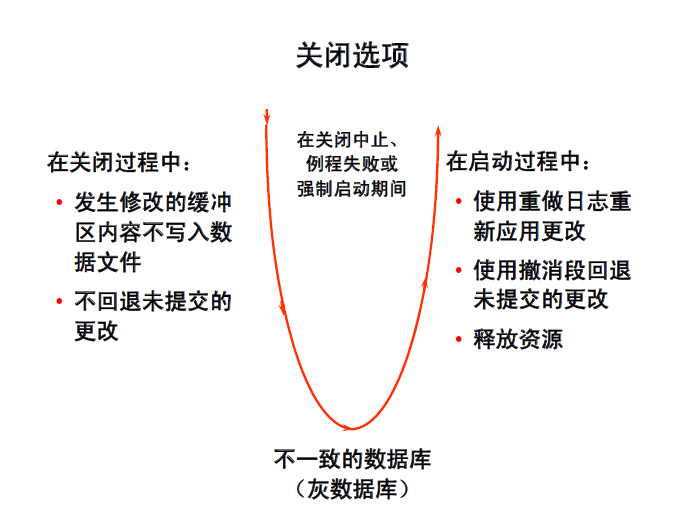 关闭选项
在关闭中止、
例程失败或
强制启动期间
在关闭过程中：
• 发生修改的缓冲
区内容不写入数
据文件
• 不回退未提交的
更改
在启动过程中：
• 使用重做日志重
新应用更改
• 使用撤消段回退
未提交的更改
• 释放资源
不一致的数据库
（灰数据库）